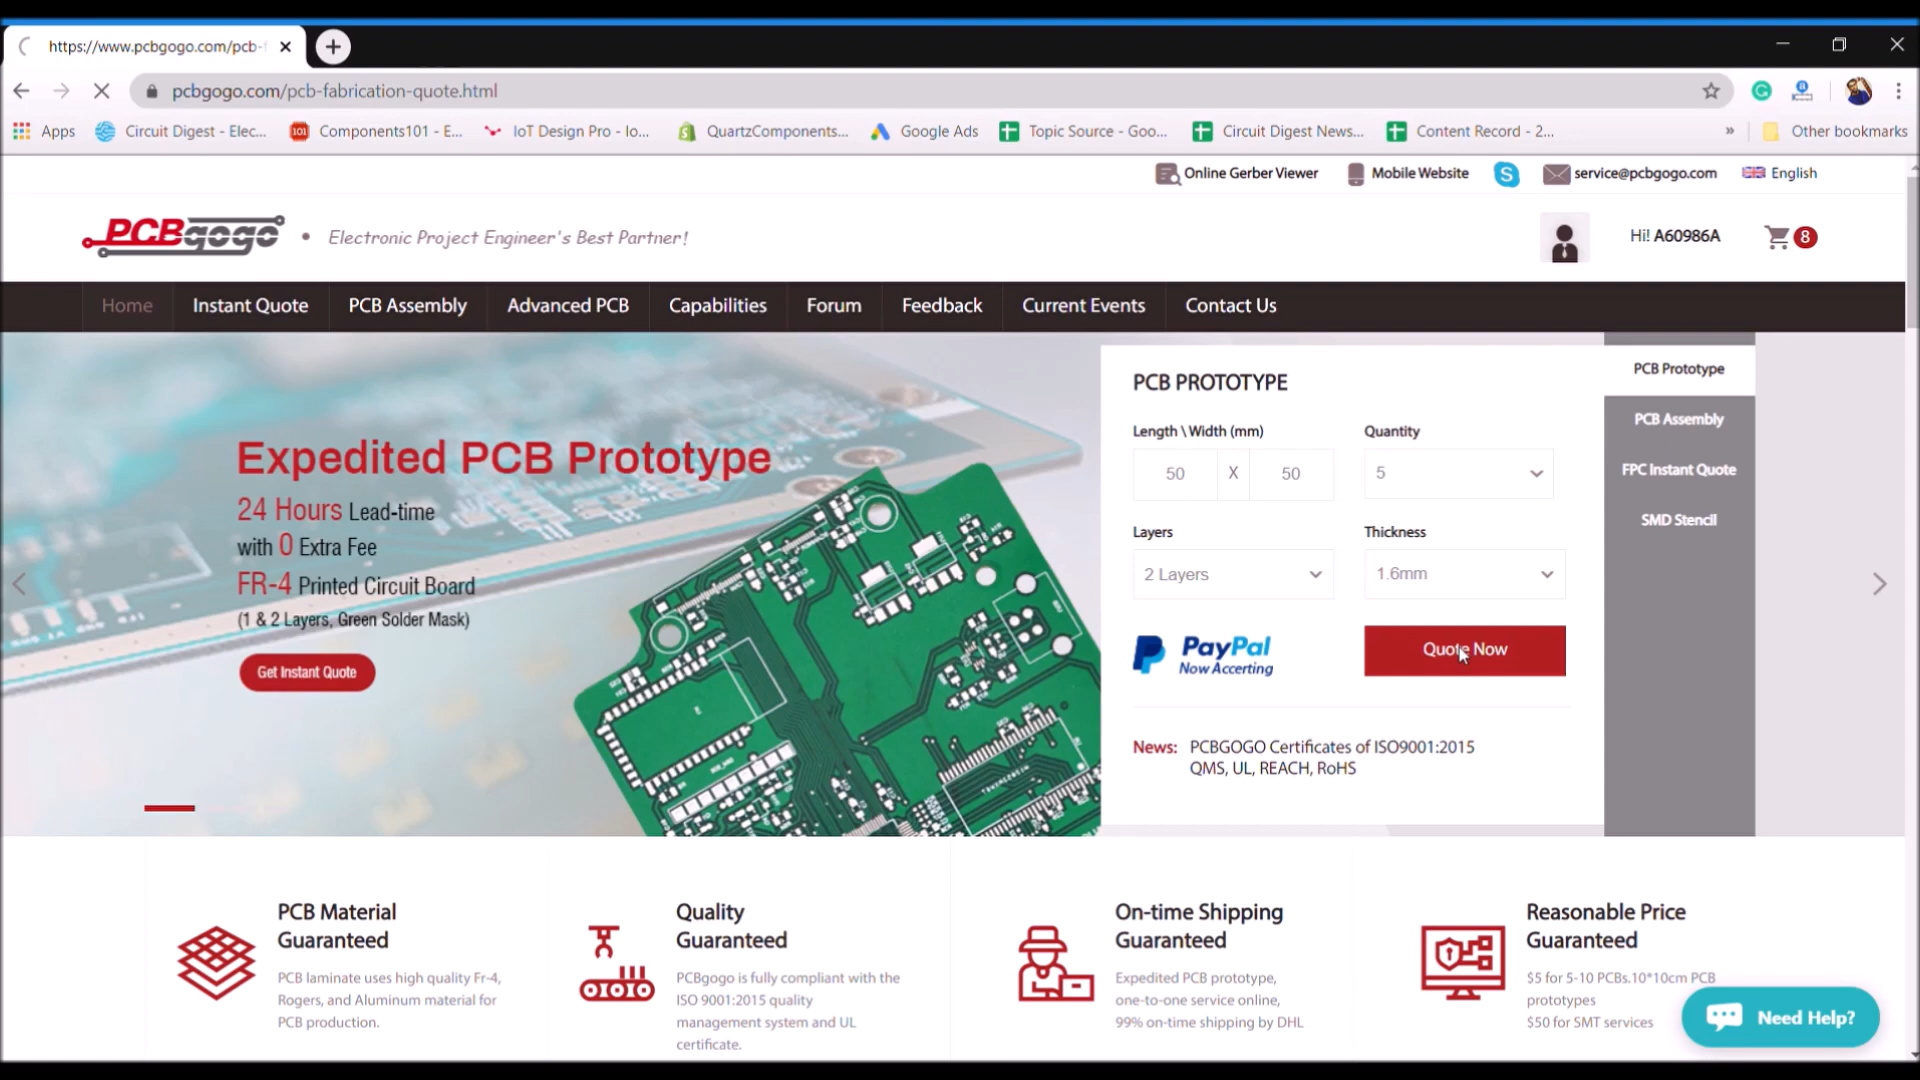 https://www.pcbgogo.com/pcb-f
pcbgogo.com/pcb-fabrication-quote.html
Apps
Circuit Digest - Elec...
101
Components101 - E...
IoT Design Pro - Io...
QuartzComponents...
Google Ads
Topic Source - Goo...
Circuit Digest News...
Content Record - 2...
»
Other bookmarks
Online Gerber Viewer
Mobile Website
service@pcbgogo.com
English
PCBgogo
• Electronic Project Engineer's Best Partner!
Hi! A60986A
8
Home
Instant Quote
PCB Assembly
Advanced PCB
Capabilities
Forum
Feedback
Current Events
Contact Us
Expedited PCB Prototype
24 Hours Lead-time
with 0 Extra Fee
FR-4 Printed Circuit Board
(1 & 2 Layers, Green Solder Mask)
Get Instant Quote
PCB PROTOTYPE
Length \ Width (mm)
Quantity
50 X 50
5
Layers
Thickness
2 Layers
1.6mm
PayPal
Now Accerting
Quote Now
News: PCBGOGO Certificates of ISO9001:2015
QMS, UL, REACH, RoHS
PCB Prototype
PCB Assembly
FPC Instant Quote
SMD Stencil
PCB Material
Guaranteed
PCB laminate uses high quality Fr-4,
Rogers, and Aluminum material for
PCB production.
Quality
Guaranteed
PCBgogo is fully compliant with the
ISO 9001:2015 quality
management system and UL
certificate.
On-time Shipping
Guaranteed
Expedited PCB prototype,
one-to-one service online,
99% on-time shipping by DHL
Reasonable Price
Guaranteed
$5 for 5-10 PCBs.10*10cm PCB
prototypes
$50 for SMT services
Need Help?